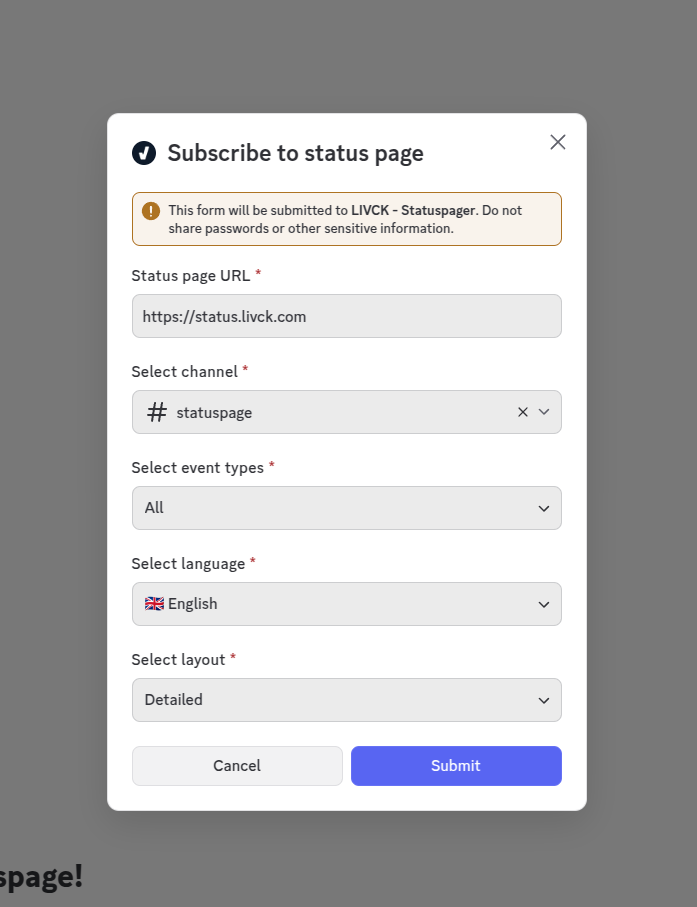 Subscribe to status page
This form will be submitted to LIVCK - Statuspager. Do not
share passwords or other sensitive information.
Status page URL *
https://status.livck.com
Select channel *
statuspage
Select event types *
All
Select language *
English
Select layout *
Detailed
Cancel Submit
spage!